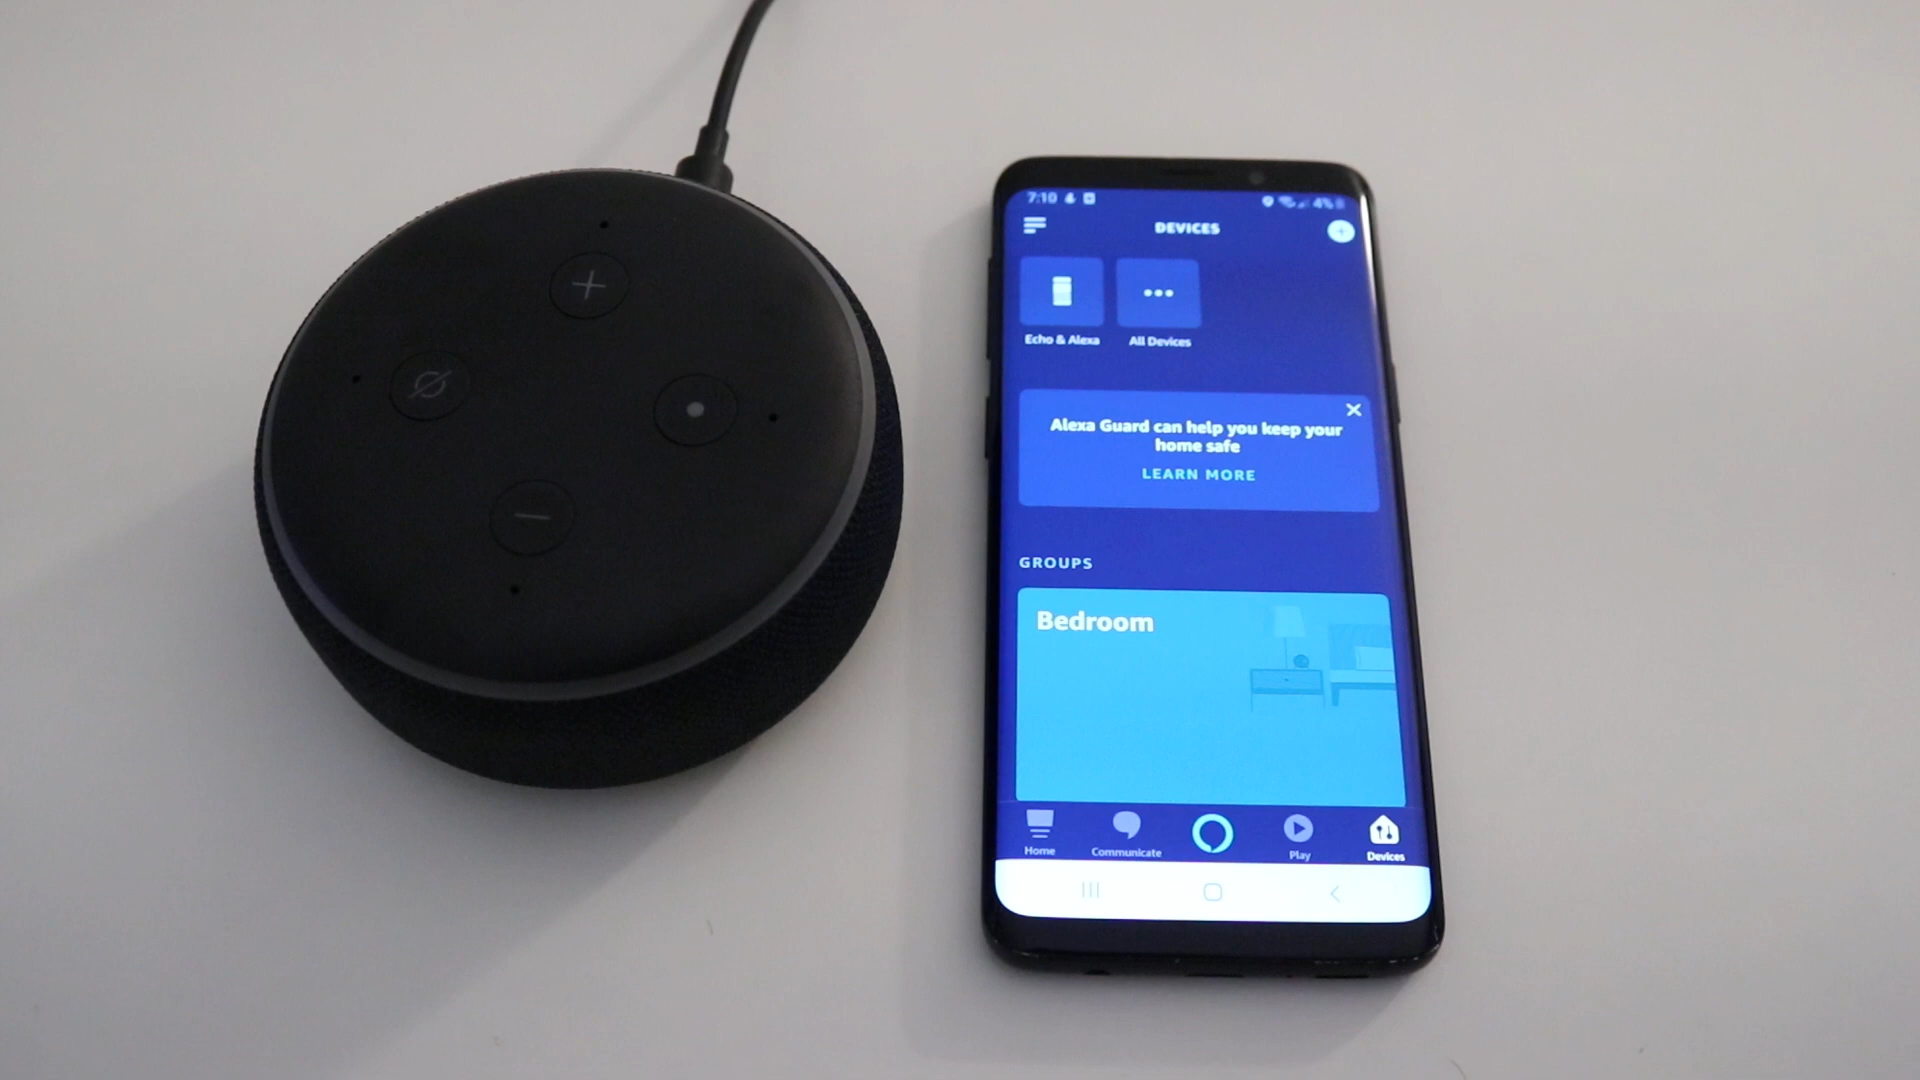 7:10
4%
DEVICES
Echo & Alexa
All Devices
Alexa Guard can help you keep your
home safe
LEARN MORE
GROUPS
Bedroom
Home
Communicate
Play
Devices